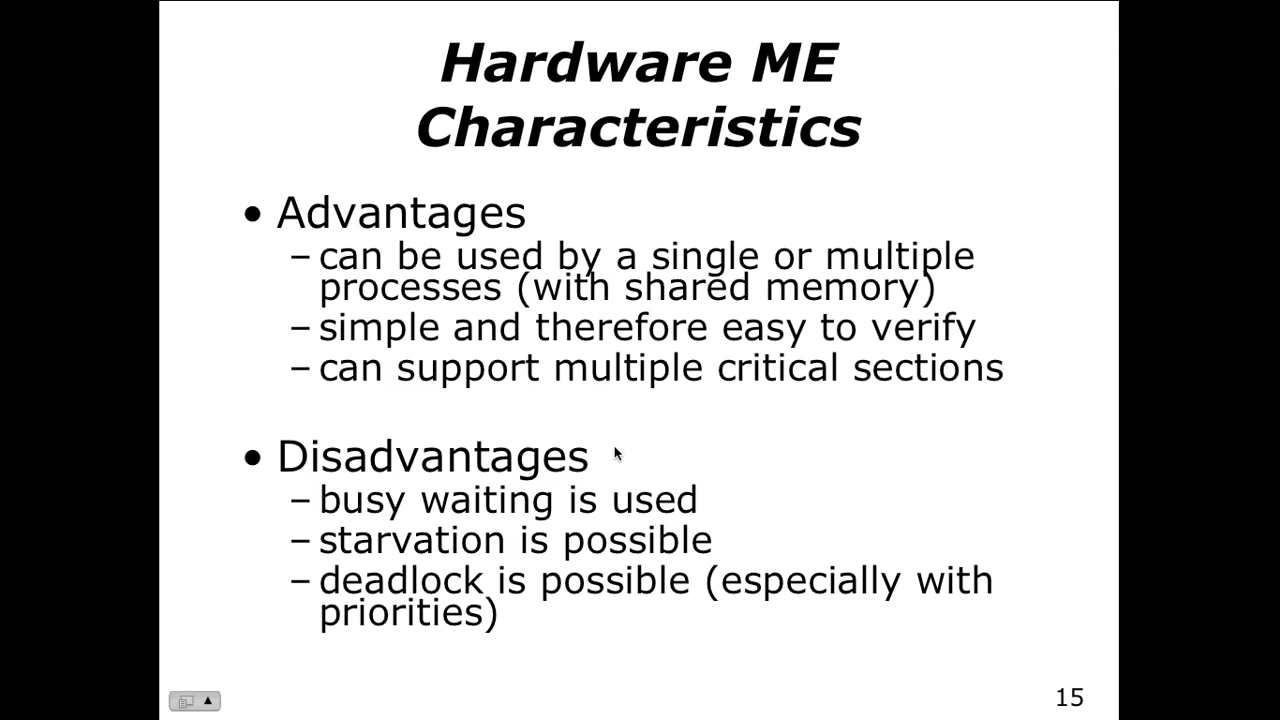 Hardware ME
Characteristics
• Advantages
– can be used by a single or multiple
processes (with shared memory)
– simple and therefore easy to verify
– can support multiple critical sections
• Disadvantages
– busy waiting is used
– starvation is possible
– deadlock is possible (especially with
priorities)
15